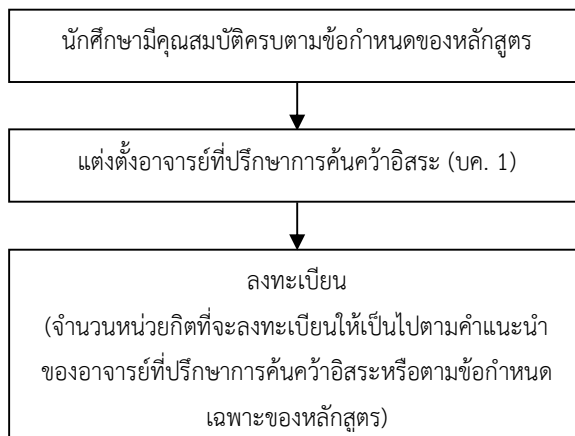 นักศึกษามีคุณสมบัติครบตามข้อกำหนดของหลักสูตร
แต่งตั้งอาจารย์ที่ปรึกษาการค้นคว้าอิสระ (บค. 1)
ลงทะเบียน
(จำนวนหน่วยกิตที่จะลงทะเบียนให้เป็นไปตามคำแนะนำ
ของอาจารย์ที่ปรึกษาการค้นคว้าอิสระหรือตามข้อกำหนด
เฉพาะของหลักสูตร)